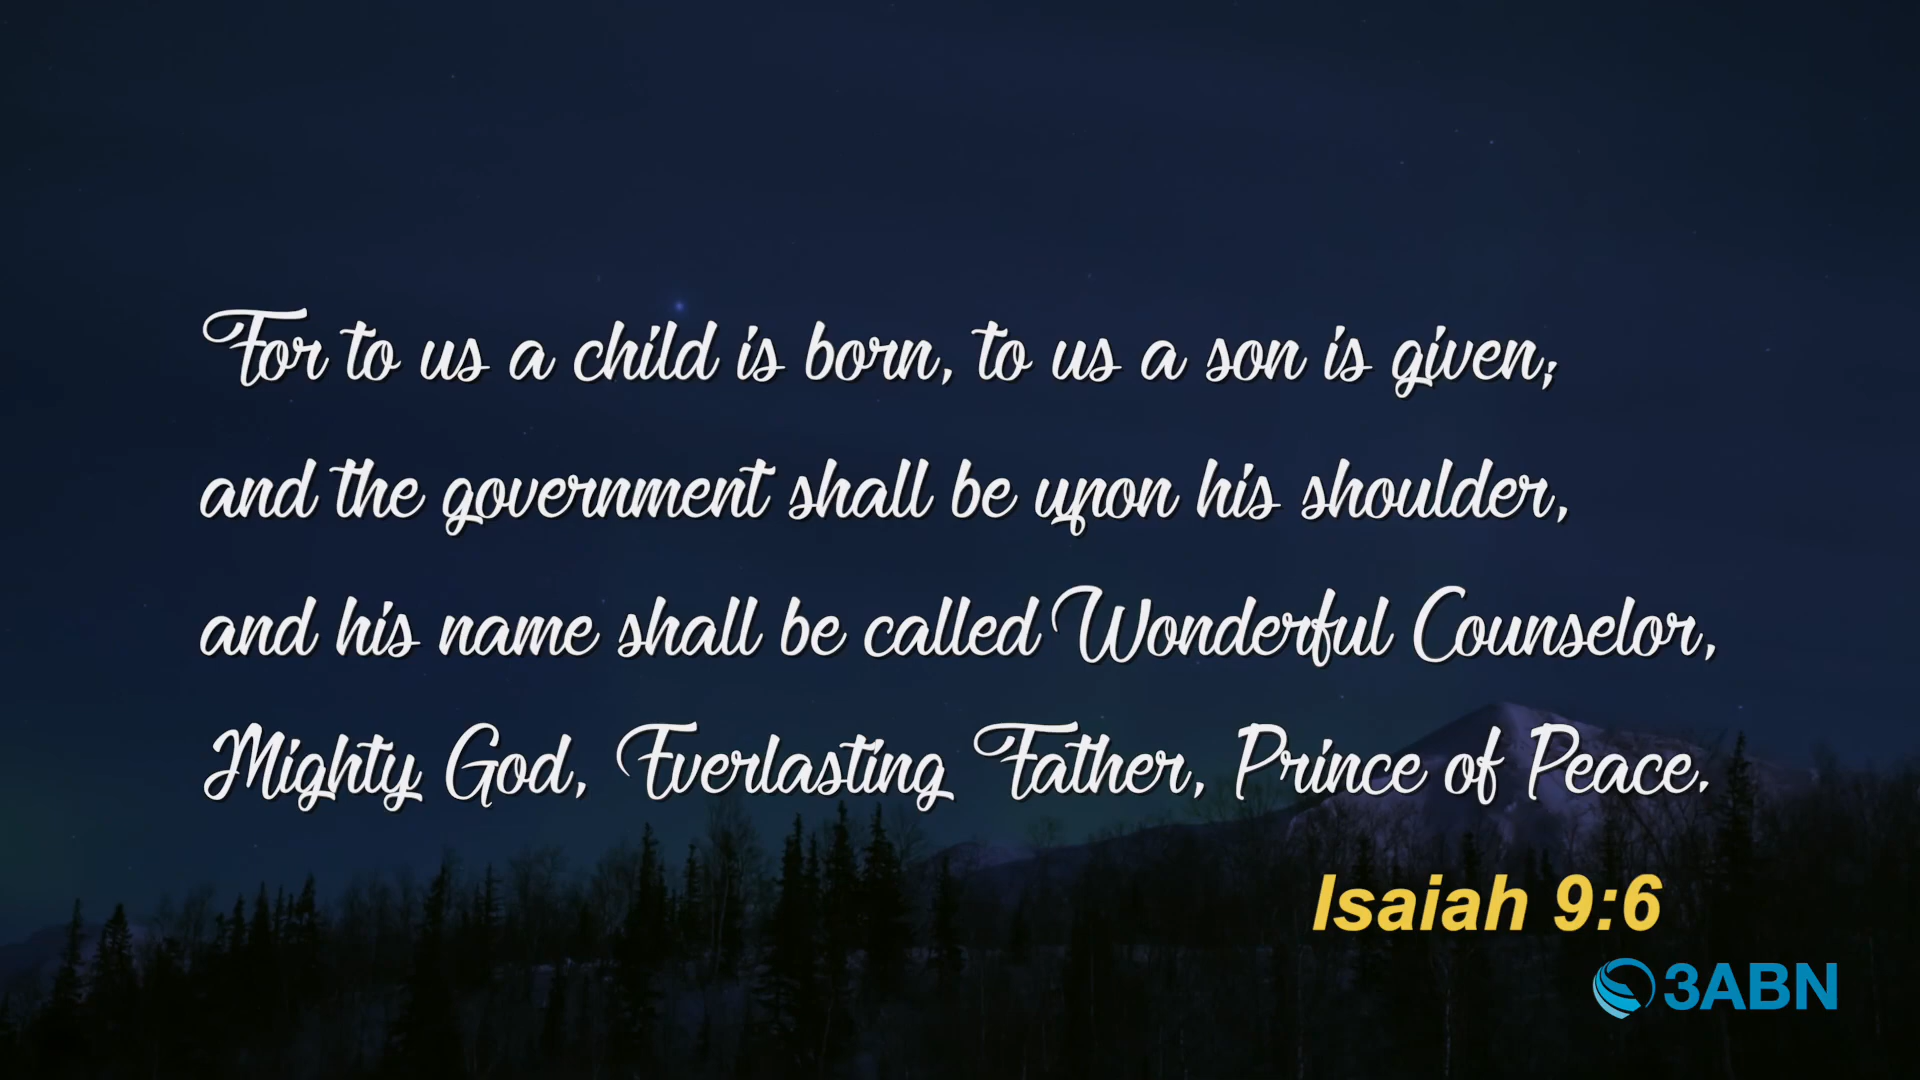 For to us a child is born, to us a son is given;
and the government shall be upon his shoulder,
and his name shall be called Wonderful Counselor,
Mighty God, Everlasting Father, Prince of Peace.
Isaiah 9:6
3ABN